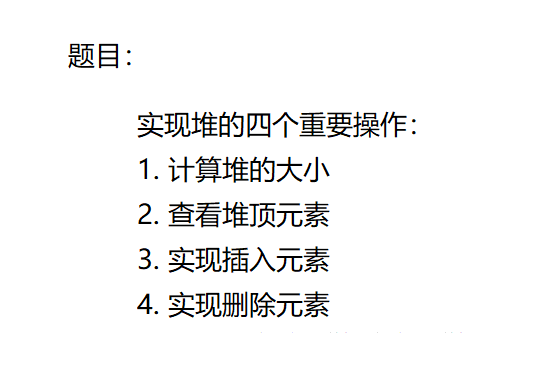 题目：
实现堆的四个重要操作：
1. 计算堆的大小
2. 查看堆顶元素
3. 实现插入元素
4. 实现删除元素